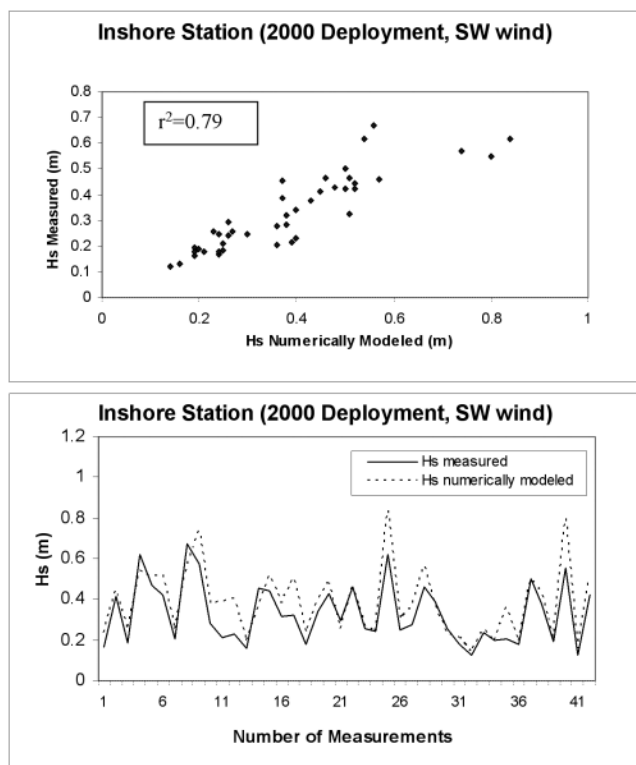 Inshore Station (2000 Deployment, SW wind)
r²=0.79
Hs Measured (m)
0.8
0.7
0.6
0.5
0.4
0.3
0.2
0.1
0
0 0.2 0.4 0.6 0.8 1
Hs Numerically Modeled (m)
Inshore Station (2000 Deployment, SW wind)
Hs measured
Hs numerically modeled
Hs (m)
1.2
1
0.8
0.6
0.4
0.2
0
1 6 11 16 21 26 31 36 41
Number of Measurements